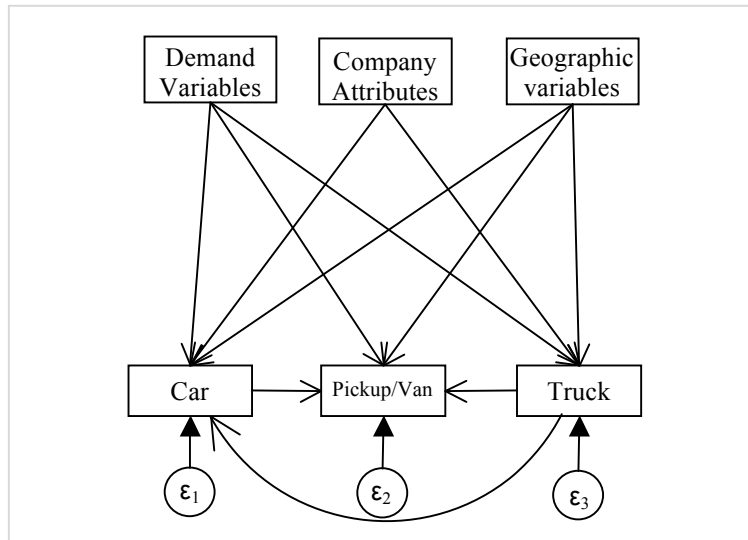 Demand
Variables
Company
Attributes
Geographic
variables
Car
Pickup/Van
Truck
ε1
ε2
ε3